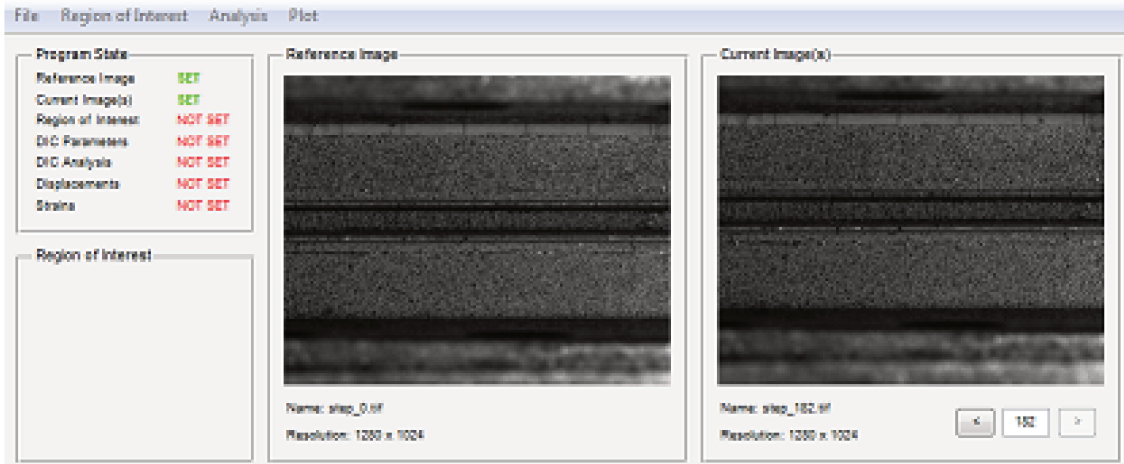 File Region of Interest Analysis Plot
Program State
Reference Image SET
Current Image(s) SET
Region of Interest NOT SET
DIC Parameters NOT SET
DIC Analysis NOT SET
Displacements NOT SET
Strains NOT SET
Region of Interest
Reference Image
Name: step_0.tif
Resolution: 1280 x 1024
Current Image(s)
Name: step_182.tif
Resolution: 1280 x 1024
< 182 >